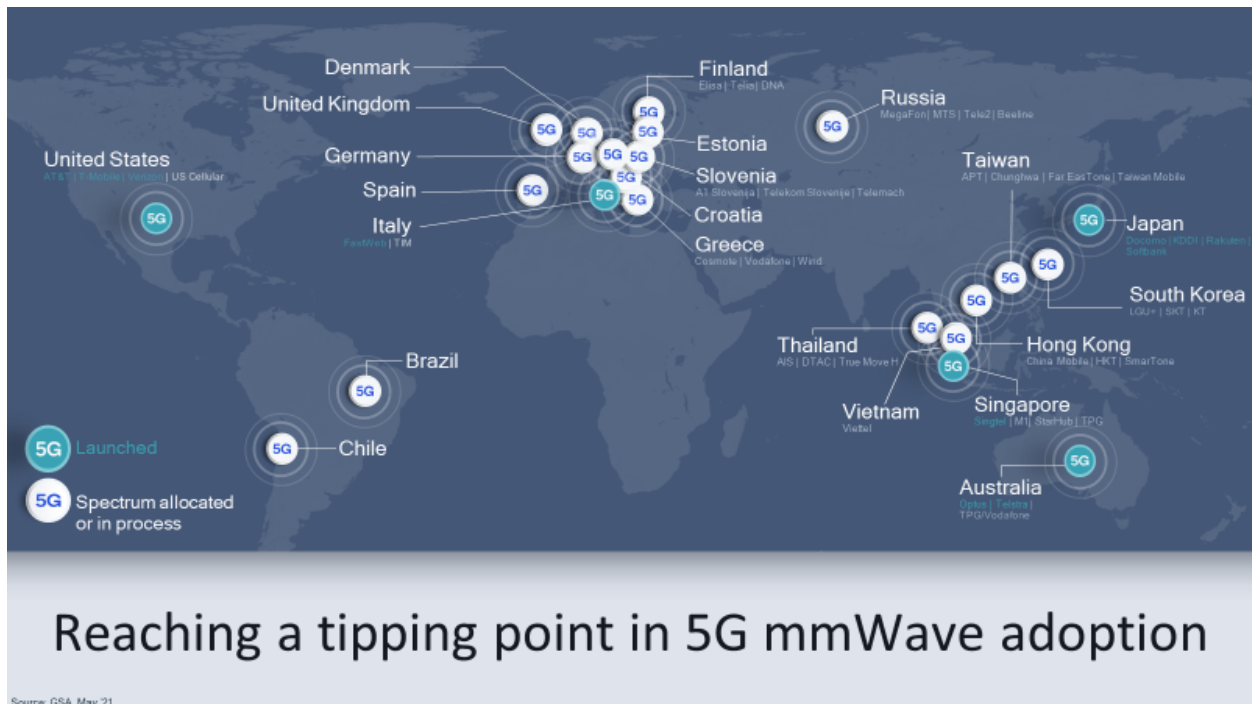 Denmark
United Kingdom
Germany
Spain
Italy
FastWeb | TIM
United States
AT&T | T-Mobile | Verizon | US Cellular
5G
Finland
Elisa | Telia | DNA
Estonia
Slovenia
A1 Slovenija | Telekom Slovenije | Telemach
Croatia
Greece
Cosmote | Vodafone | Wind
5G
5G
5G
5G
5G
5G
5G
5G
5G
5G
5G
Russia
MegaFon | MTS | Tele2 | Beeline
5G
Taiwan
APT | Chunghwa | Far EasTone | Taiwan Mobile
5G
Japan
Docomo | KDDI | Rakuten |
Softbank
5G
South Korea
LGU+ | SKT | KT
5G
Hong Kong
China Mobile | HKT | SmarTone
5G
Thailand
AIS | DTAC | True Move H
5G
Vietnam
Viettel
5G
Singapore
Singtel | M1 | StarHub | TPG
5G
Australia
Optus | Telstra |
TPG/Vodafone
5G
Brazil
5G
Chile
5G
5G Launched
5G Spectrum allocated
or in process
Reaching a tipping point in 5G mmWave adoption
Source: GSA, May '21